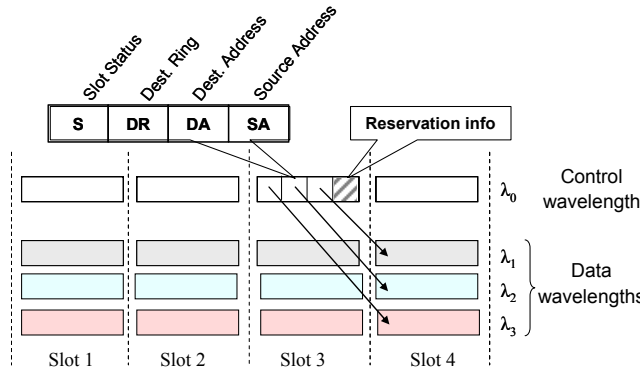 Slot Status
Dest. Ring
Dest. Address
Source Address
S DR DA SA
Reservation info
λ0 Control wavelength
λ1
λ2 Data wavelengths
λ3
Slot 1 Slot 2 Slot 3 Slot 4